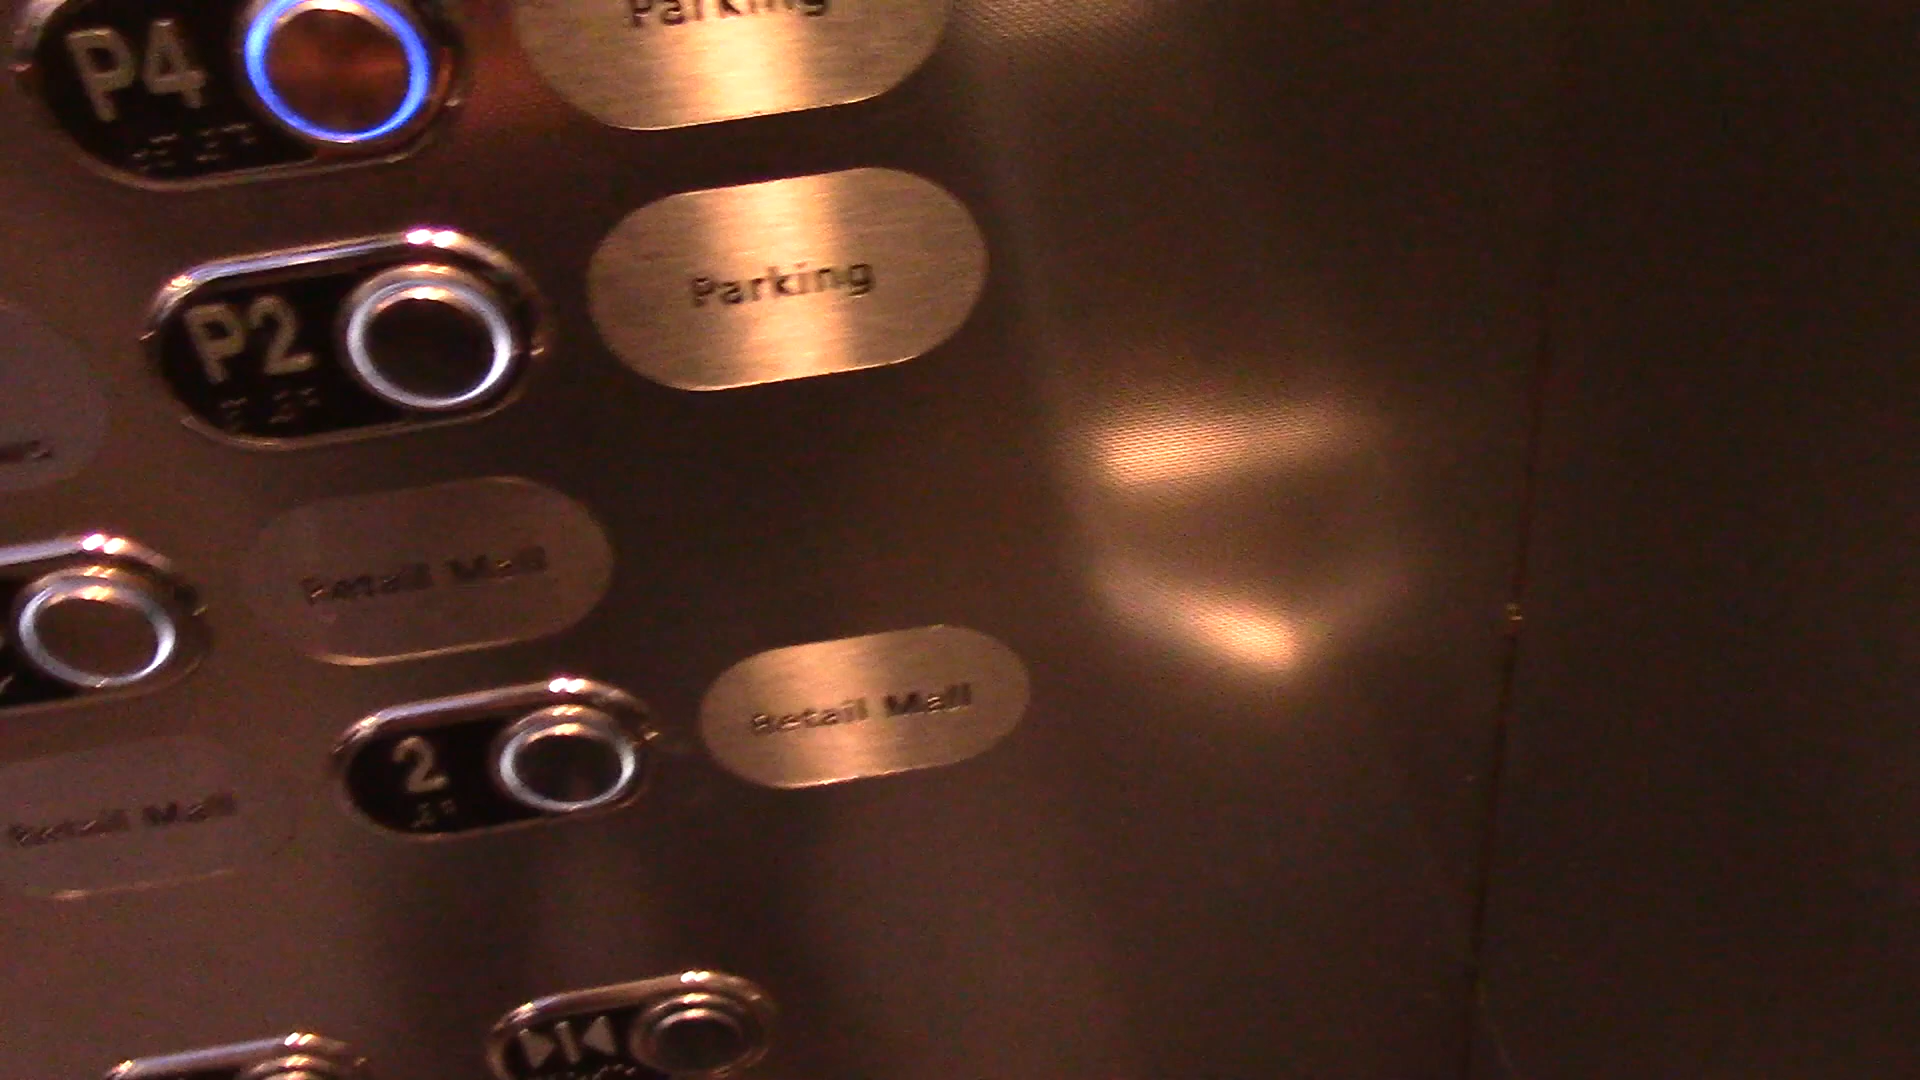 P4 Parking
P2 Parking
Retail Mall
2 Retail Mall
Retail Mall